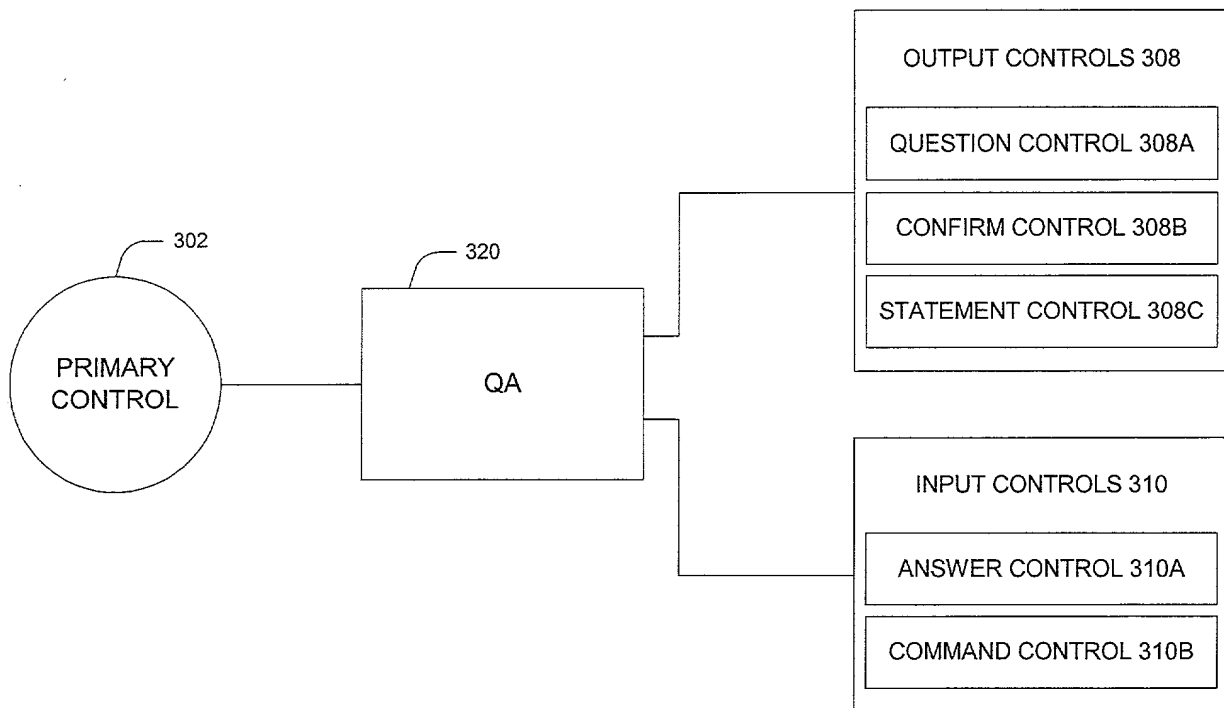 OUTPUT CONTROLS 308
QUESTION CONTROL 308A
CONFIRM CONTROL 308B
STATEMENT CONTROL 308C
302
320
PRIMARY
CONTROL
QA
INPUT CONTROLS 310
ANSWER CONTROL 310A
COMMAND CONTROL 310B